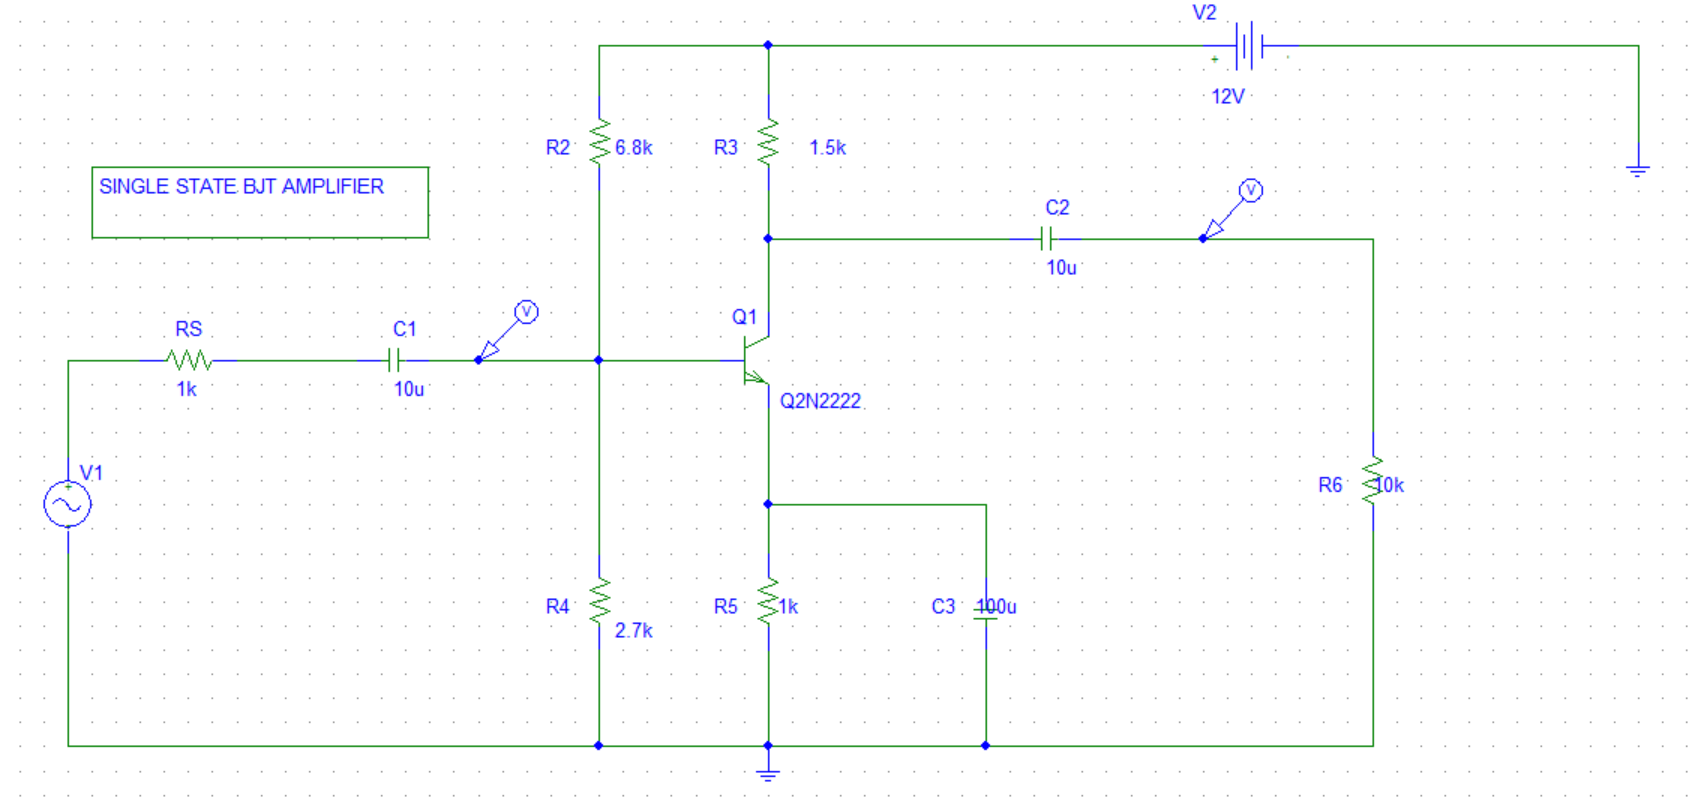 V2
+
12V
R2
6.8k
R3
1.5k
SINGLE STATE BJT AMPLIFIER
V
C2
10u
V
Q1
RS
1k
C1
10u
Q2N2222
V1
+
R6
10k
R4
2.7k
R5
1k
C3
100u